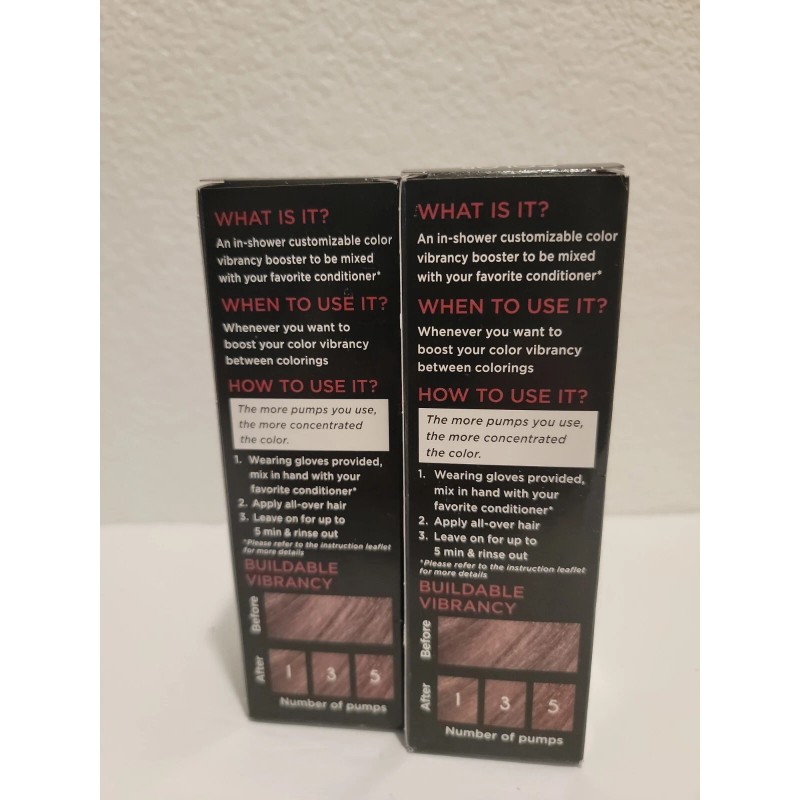 WHAT IS IT?
An in-shower customizable color
vibrancy booster to be mixed
with your favorite conditioner*
WHEN TO USE IT?
Whenever you want to
boost your color vibrancy
between colorings
HOW TO USE IT?
The more pumps you use,
the more concentrated
the color.
1. Wearing gloves provided,
mix in hand with your
favorite conditioner*
2. Apply all-over hair
3. Leave on for up to
5 min & rinse out
*Please refer to the instruction leaflet
for more details
BUILDABLE
VIBRANCY
Before
After
1 3 5
Number of pumps
WHAT IS IT?
An in-shower customizable color
vibrancy booster to be mixed
with your favorite conditioner*
WHEN TO USE IT?
Whenever you want to
boost your color vibrancy
between colorings
HOW TO USE IT?
The more pumps you use,
the more concentrated
the color.
1. Wearing gloves provided,
mix in hand with your
favorite conditioner*
2. Apply all-over hair
3. Leave on for up to
5 min & rinse out
*Please refer to the instruction leaflet
for more details
BUILDABLE
VIBRANCY
Before
After
1 3 5
Number of pumps